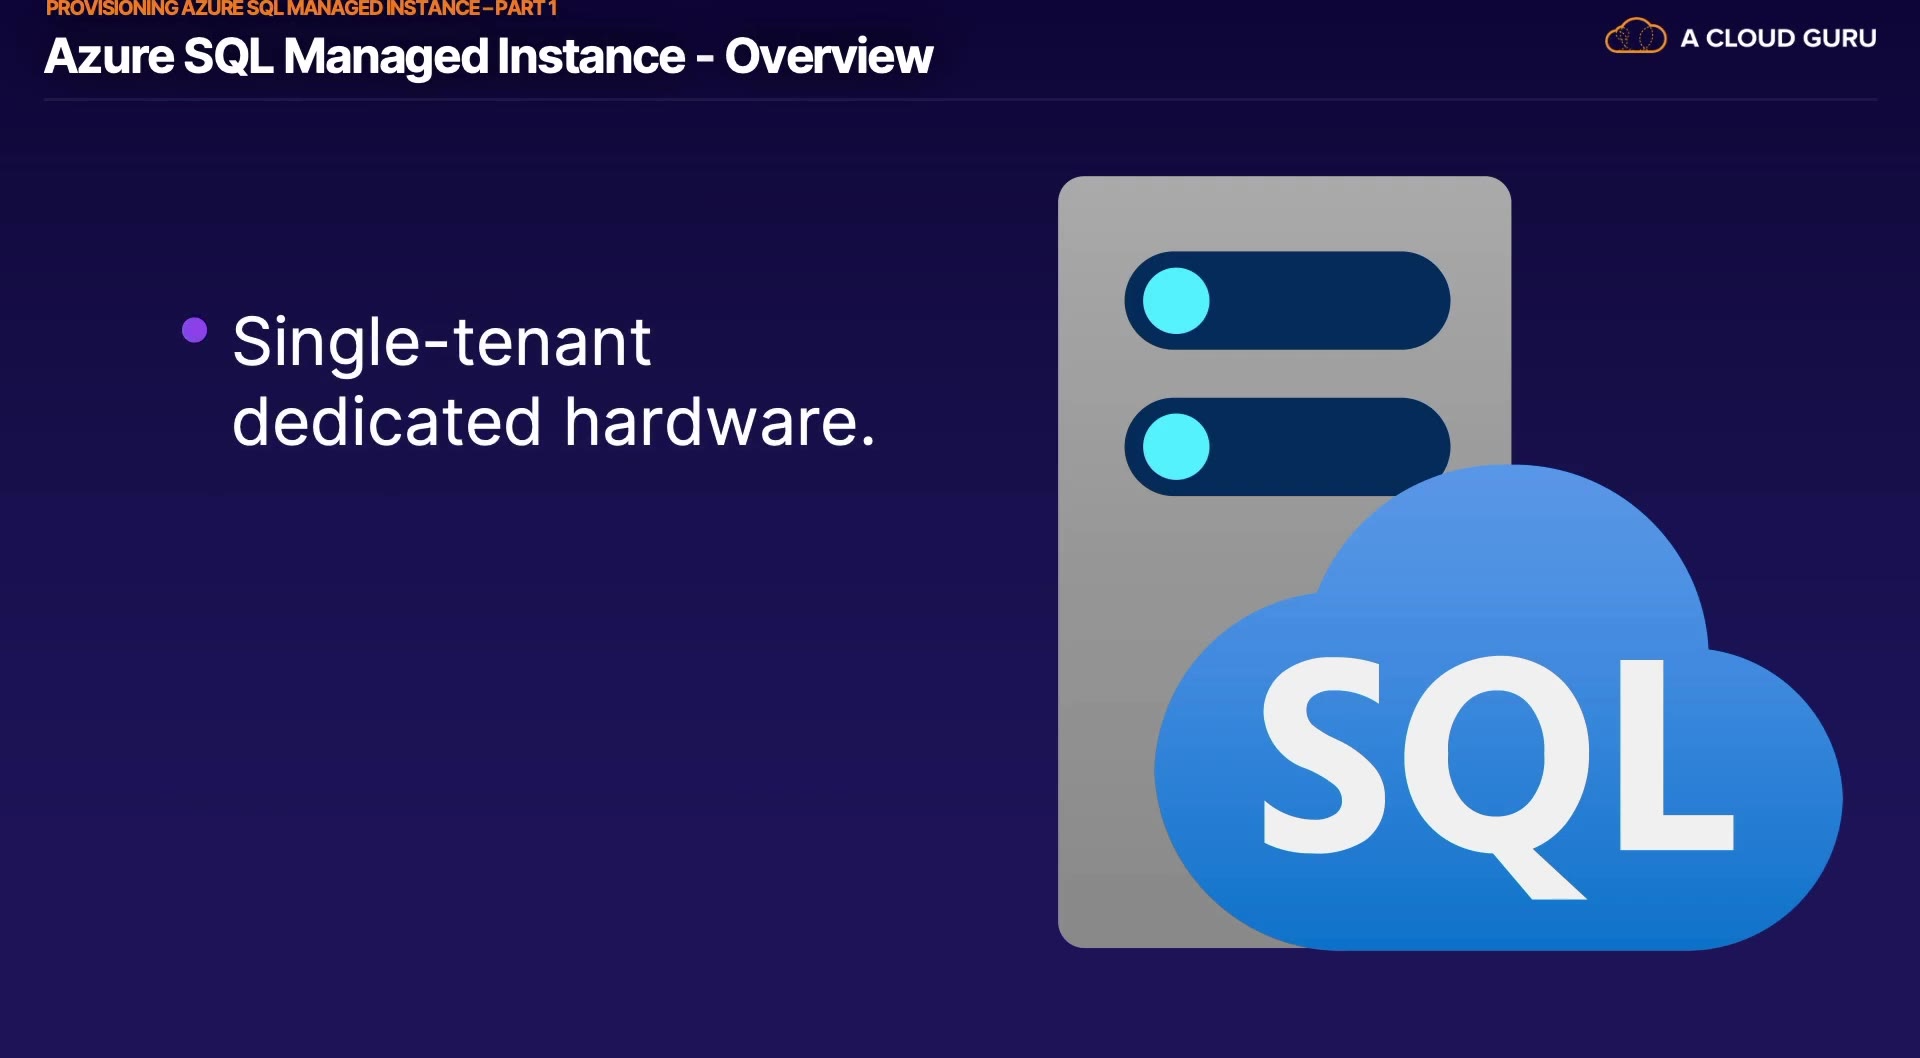 PROVISIONING AZURE SQL MANAGED INSTANCE – PART 1
Azure SQL Managed Instance - Overview
A CLOUD GURU
Single-tenant
dedicated hardware.
SQL